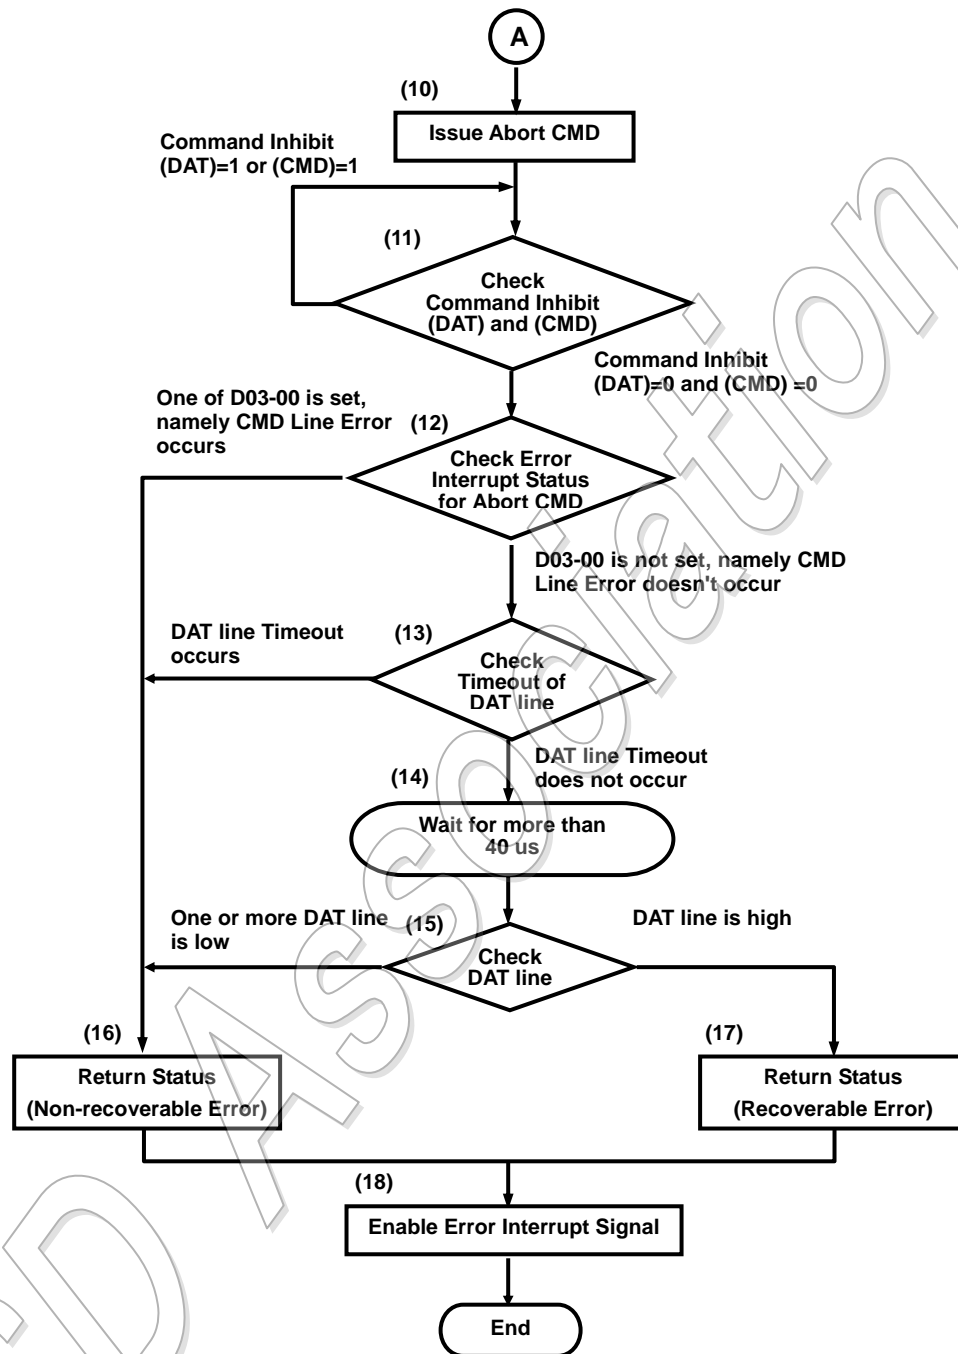 A
(10)
Issue Abort CMD
Command Inhibit
(DAT)=1 or (CMD)=1
(11)
Check
Command Inhibit
(DAT) and (CMD)
Command Inhibit
(DAT)=0 and (CMD) =0
One of D03-00 is set,
namely CMD Line Error
occurs
(12)
Check Error
Interrupt Status
for Abort CMD
D03-00 is not set, namely CMD
Line Error doesn't occur
DAT line Timeout
occurs
(13)
Check
Timeout of
DAT line
DAT line Timeout
does not occur
(14)
Wait for more than
40 us
One or more DAT line
is low
(15)
DAT line is high
Check
DAT line
(16)
(17)
Return Status
(Non-recoverable Error)
Return Status
(Recoverable Error)
(18)
Enable Error Interrupt Signal
End
D Association